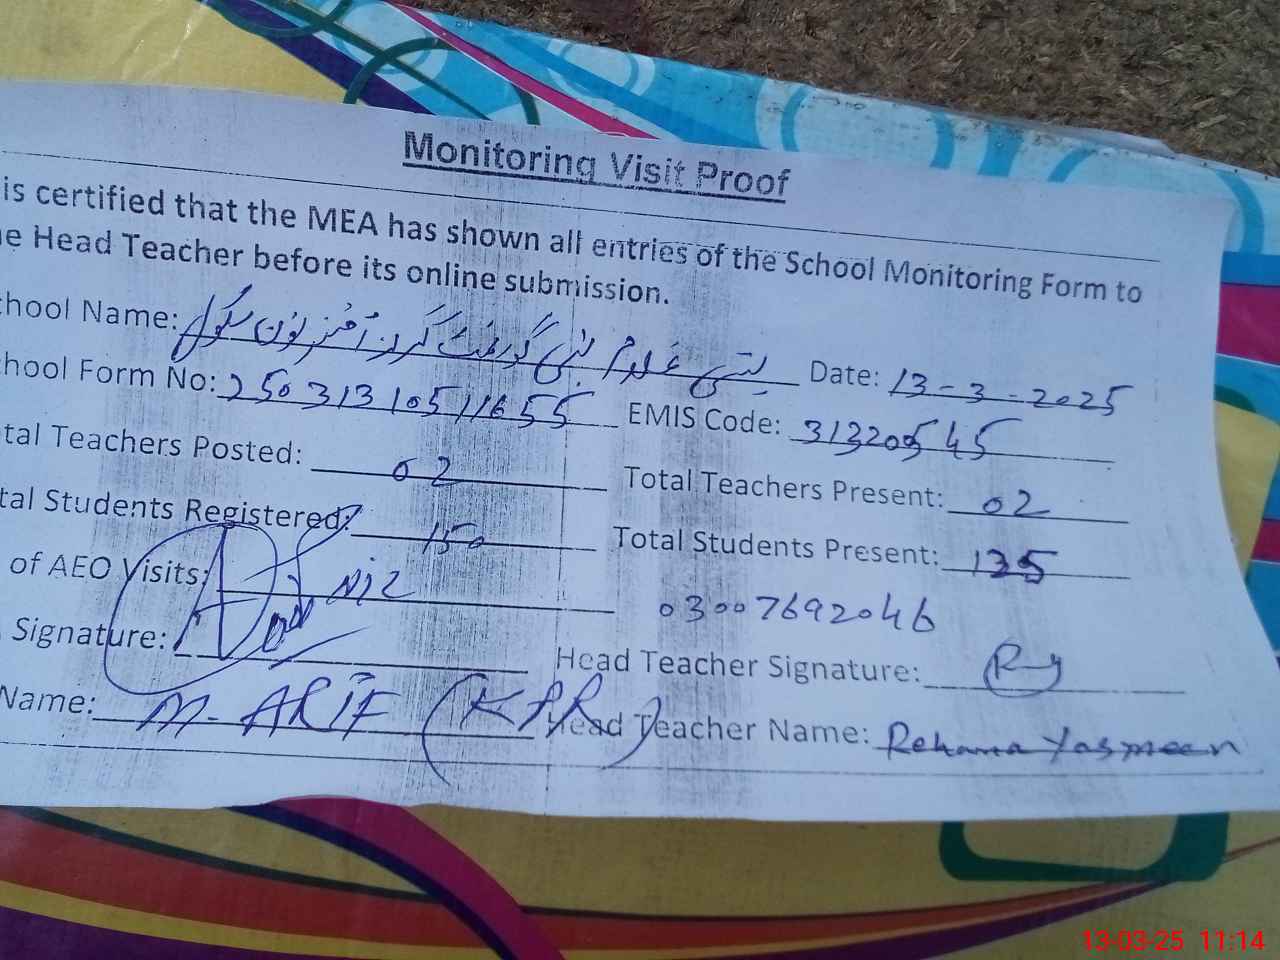 Monitoring Visit Proof
is certified that the MEA has shown all entries of the School Monitoring Form to
e Head Teacher before its online submission.
chool Name: بستی غلام نبی گورنمنٹ گرلز سکول Date: 13-3-2025
chool Form No: 25031310511655 EMIS Code: 31320545
tal Teachers Posted: 02 Total Teachers Present: 02
tal Students Registered: 150 Total Students Present: 135
of AEO Visits: Nil
03007692046
Signature: Head Teacher Signature:
Name: M. ARIF (KPR) Head Teacher Name: Rehana Yasmeen
13-03-25 11:14